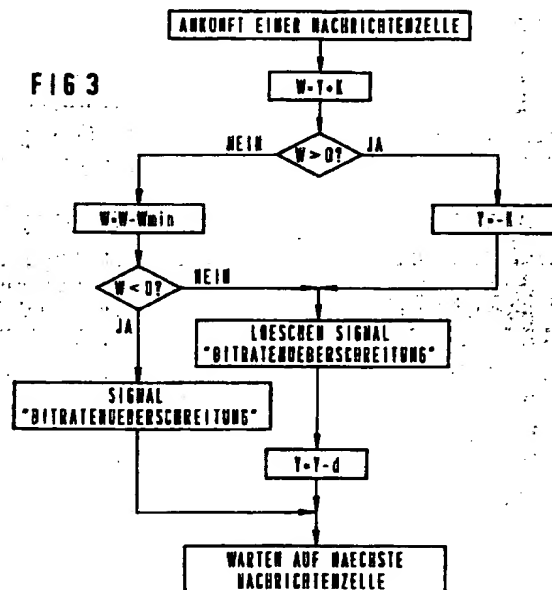 ANKUNFT EINER NACHRICHTENZELLE
FIG 3
W=Y+K
NEIN
W>0?
JA
W=W-Wmin
Y=-K
W<0?
NEIN
JA
LOESCHEN SIGNAL
"BITRATENUEBERSCHREITUNG"
SIGNAL
"BITRATENUEBERSCHREITUNG"
Y=Y-d
WARTEN AUF NAECHSTE
NACHRICHTENZELLE